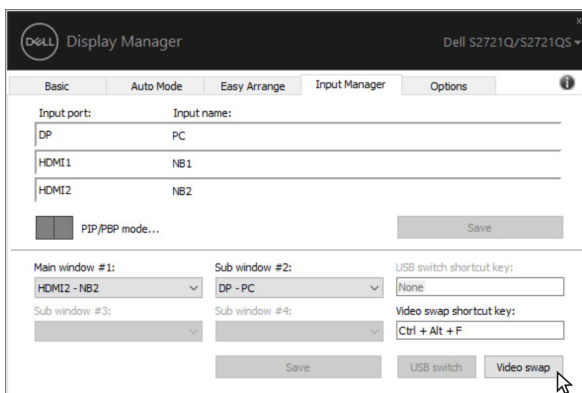 DELL Display Manager
Dell S2721Q/S2721QS
Basic Auto Mode Easy Arrange Input Manager Options
Input port: Input name:
DP PC
HDMI1 NB1
HDMI2 NB2
PIP/PBP mode... Save
Main window #1: Sub window #2: USB switch shortcut key:
HDMI2 - NB2 DP - PC None
Sub window #3: Sub window #4: Video swap shortcut key:
Ctrl + Alt + F
Save USB switch Video swap